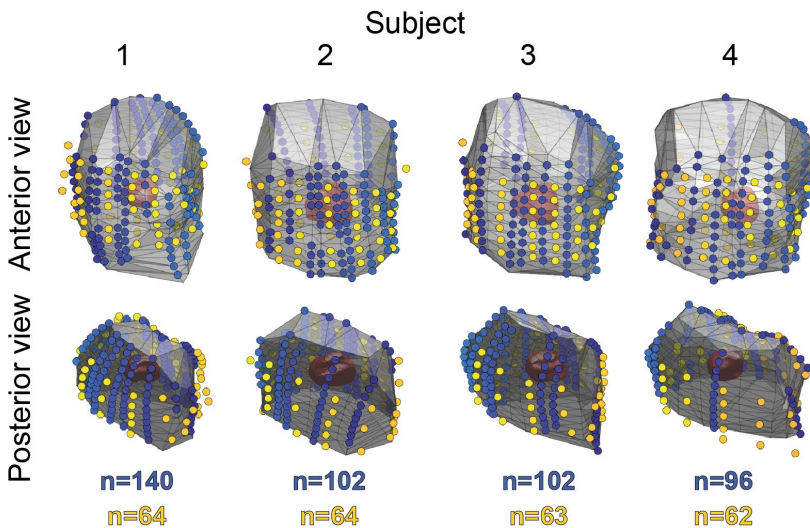 Subject
1 2 3 4
Anterior view
Posterior view
n=140 n=102 n=102 n=96
n=64 n=64 n=63 n=62